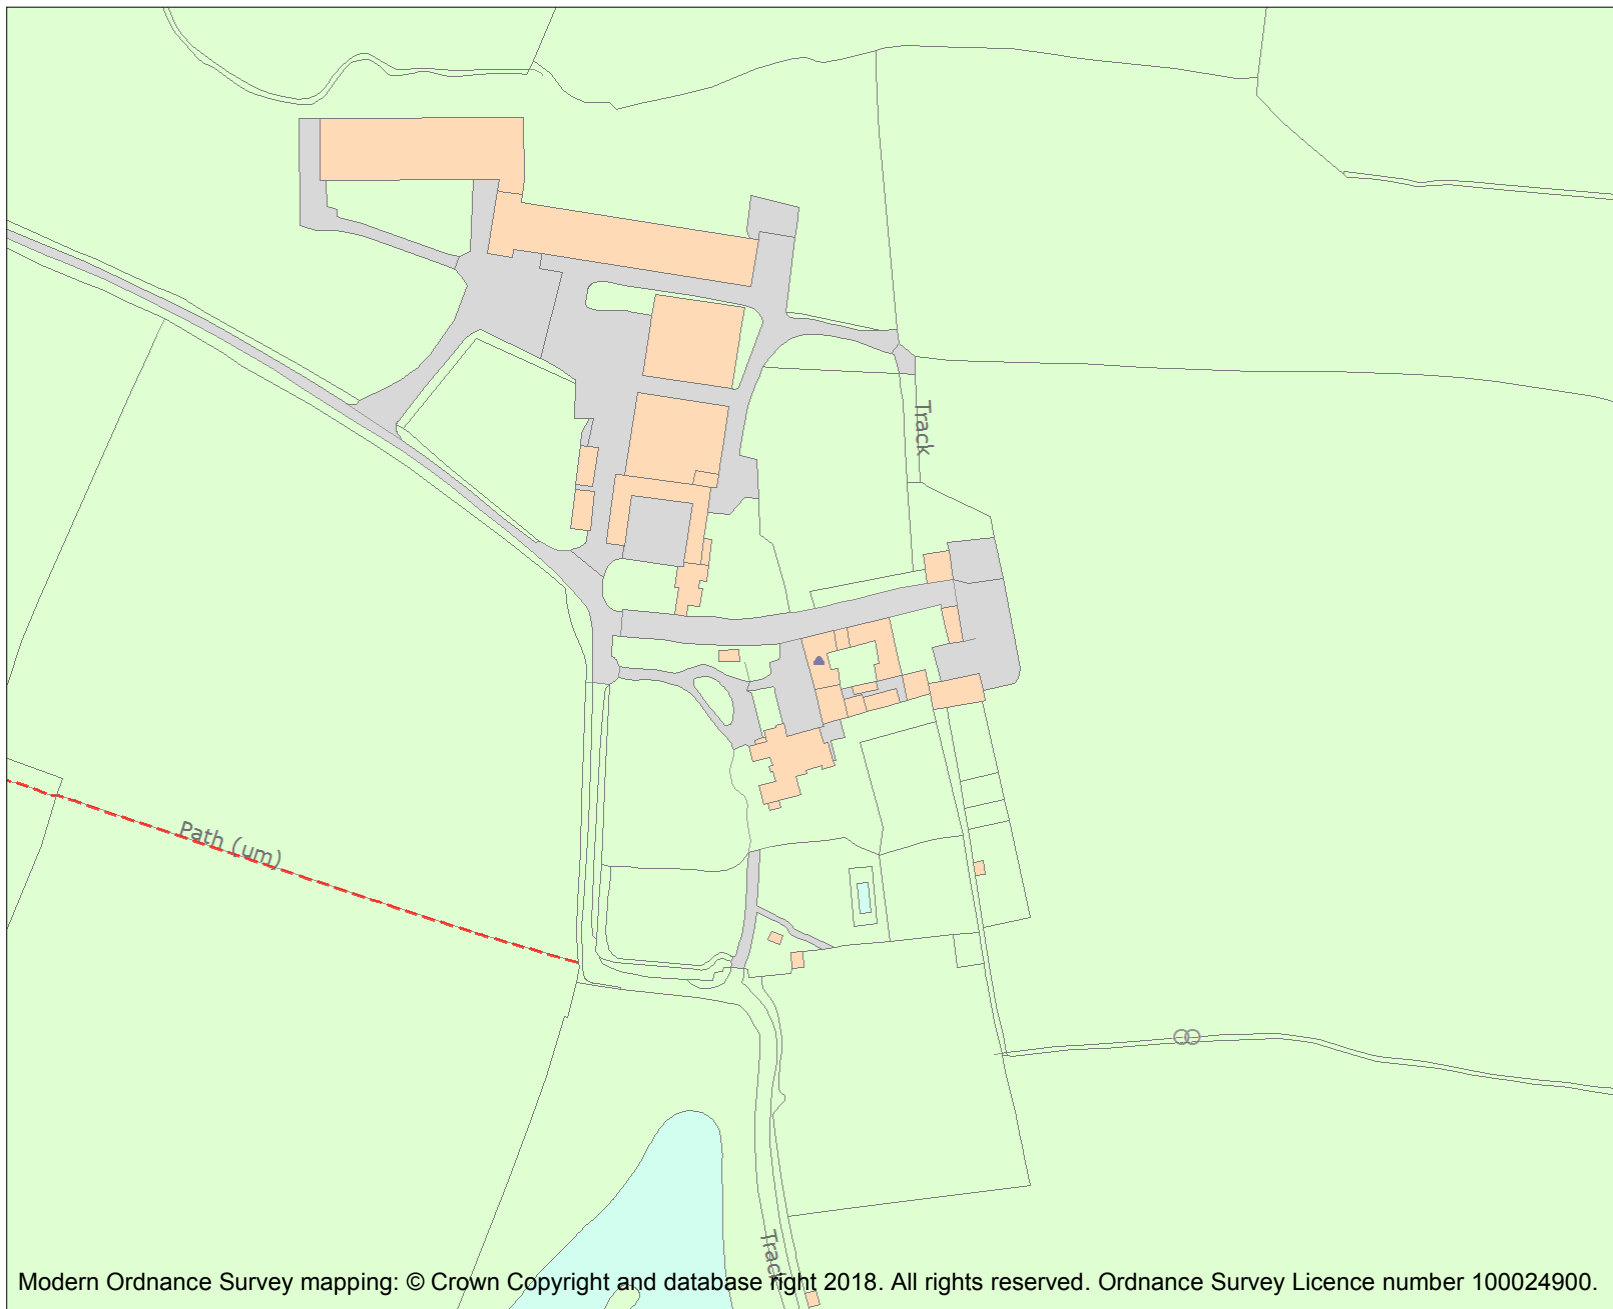 Track
Path (um)
Track
Modern Ordnance Survey mapping: © Crown Copyright and database right 2018. All rights reserved. Ordnance Survey Licence number 100024900.